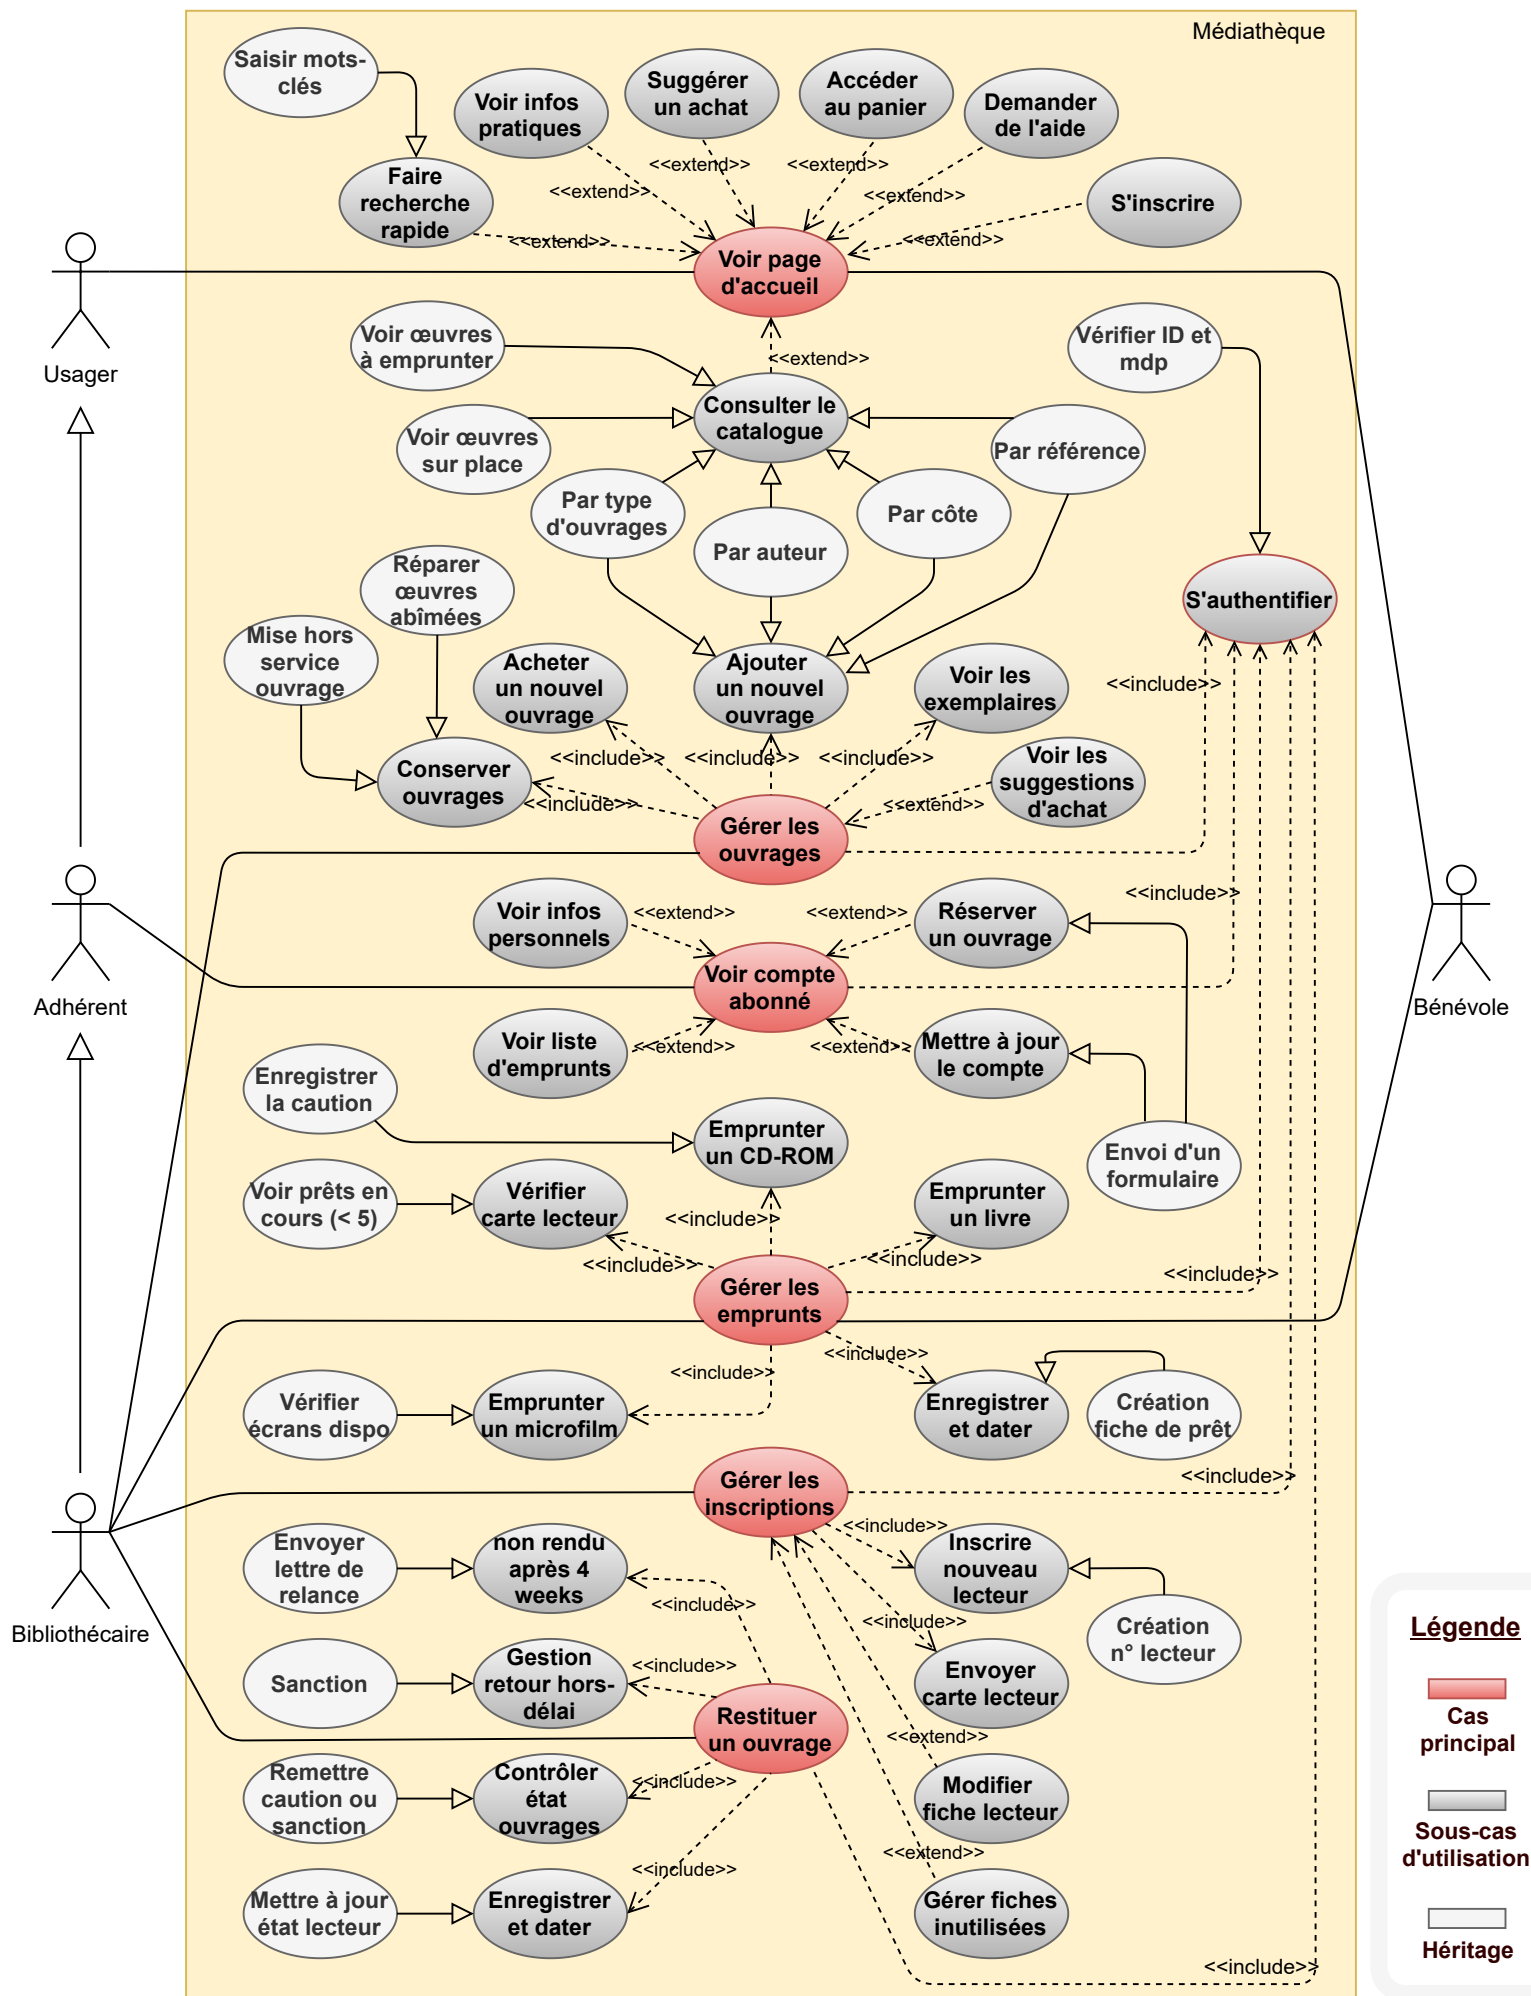 Médiathèque
Saisir mots-
clés
Voir infos
pratiques
Suggérer
un achat
Accéder
au panier
Demander
de l'aide
<<extend>>
<<extend>>
<<extend>>
<<extend>>
Faire
recherche
rapide
S'inscrire
<<extend>>
<<extend>>
Voir page
d'accueil
Usager
Voir œuvres
à emprunter
<<extend>>
Vérifier ID et
mdp
Consulter le
catalogue
Voir œuvres
sur place
Par référence
Par type
d'ouvrages
Par auteur
Par côte
Réparer
œuvres
abîmées
S'authentifier
Mise hors
service
ouvrage
Acheter
un nouvel
ouvrage
Ajouter
un nouvel
ouvrage
Voir les
exemplaires
<<include>>
<<include>>
<<include>>
<<include>>
Voir les
suggestions
d'achat
Conserver
ouvrages
<<include>>
<<extend>>
Gérer les
ouvrages
<<include>>
Voir infos
personnels
<<extend>>
<<extend>>
Réserver
un ouvrage
Voir compte
abonné
Adhérent
Bénévole
Voir liste
d'emprunts
<<extend>>
<<extend>>
Mettre à jour
le compte
Enregistrer
la caution
Emprunter
un CD-ROM
Envoi d'un
formulaire
Voir prêts en
cours (< 5)
Vérifier
carte lecteur
<<include>>
Emprunter
un livre
<<include>>
<<include>>
<<include>>
Gérer les
emprunts
<<include>>
<<include>>
Vérifier
écrans dispo
Emprunter
un microfilm
Enregistrer
et dater
Création
fiche de prêt
Gérer les
inscriptions
<<include>>
<<include>>
Bibliothécaire
Envoyer
lettre de
relance
non rendu
après 4
weeks
Inscrire
nouveau
lecteur
<<include>>
<<include>>
Création
n° lecteur
Sanction
Gestion
retour hors-
délai
<<include>>
Envoyer
carte lecteur
Restituer
un ouvrage
<<extend>>
Remettre
caution ou
sanction
Contrôler
état
ouvrages
<<include>>
Modifier
fiche lecteur
<<extend>>
Mettre à jour
état lecteur
Enregistrer
et dater
<<include>>
Gérer fiches
inutilisées
<<include>>
Légende
Cas
principal
Sous-cas
d'utilisation
Héritage